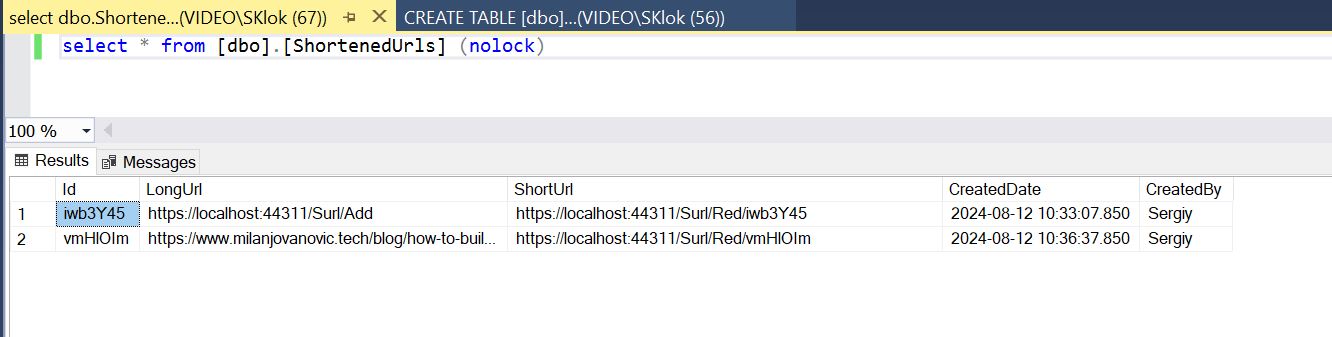 select dbo.Shortene...(VIDEO\SKlok (67)) CREATE TABLE [dbo]...(VIDEO\SKlok (56))
select * from [dbo].[ShortenedUrls] (nolock)
100 %
Results Messages
Id LongUrl ShortUrl CreatedDate CreatedBy
1 iwb3Y45 https://localhost:44311/Surl/Add https://localhost:44311/Surl/Red/iwb3Y45 2024-08-12 10:33:07.850 Sergiy
2 vmHlOIm https://www.milanjovanovic.tech/blog/how-to-buil... https://localhost:44311/Surl/Red/vmHlOIm 2024-08-12 10:36:37.850 Sergiy